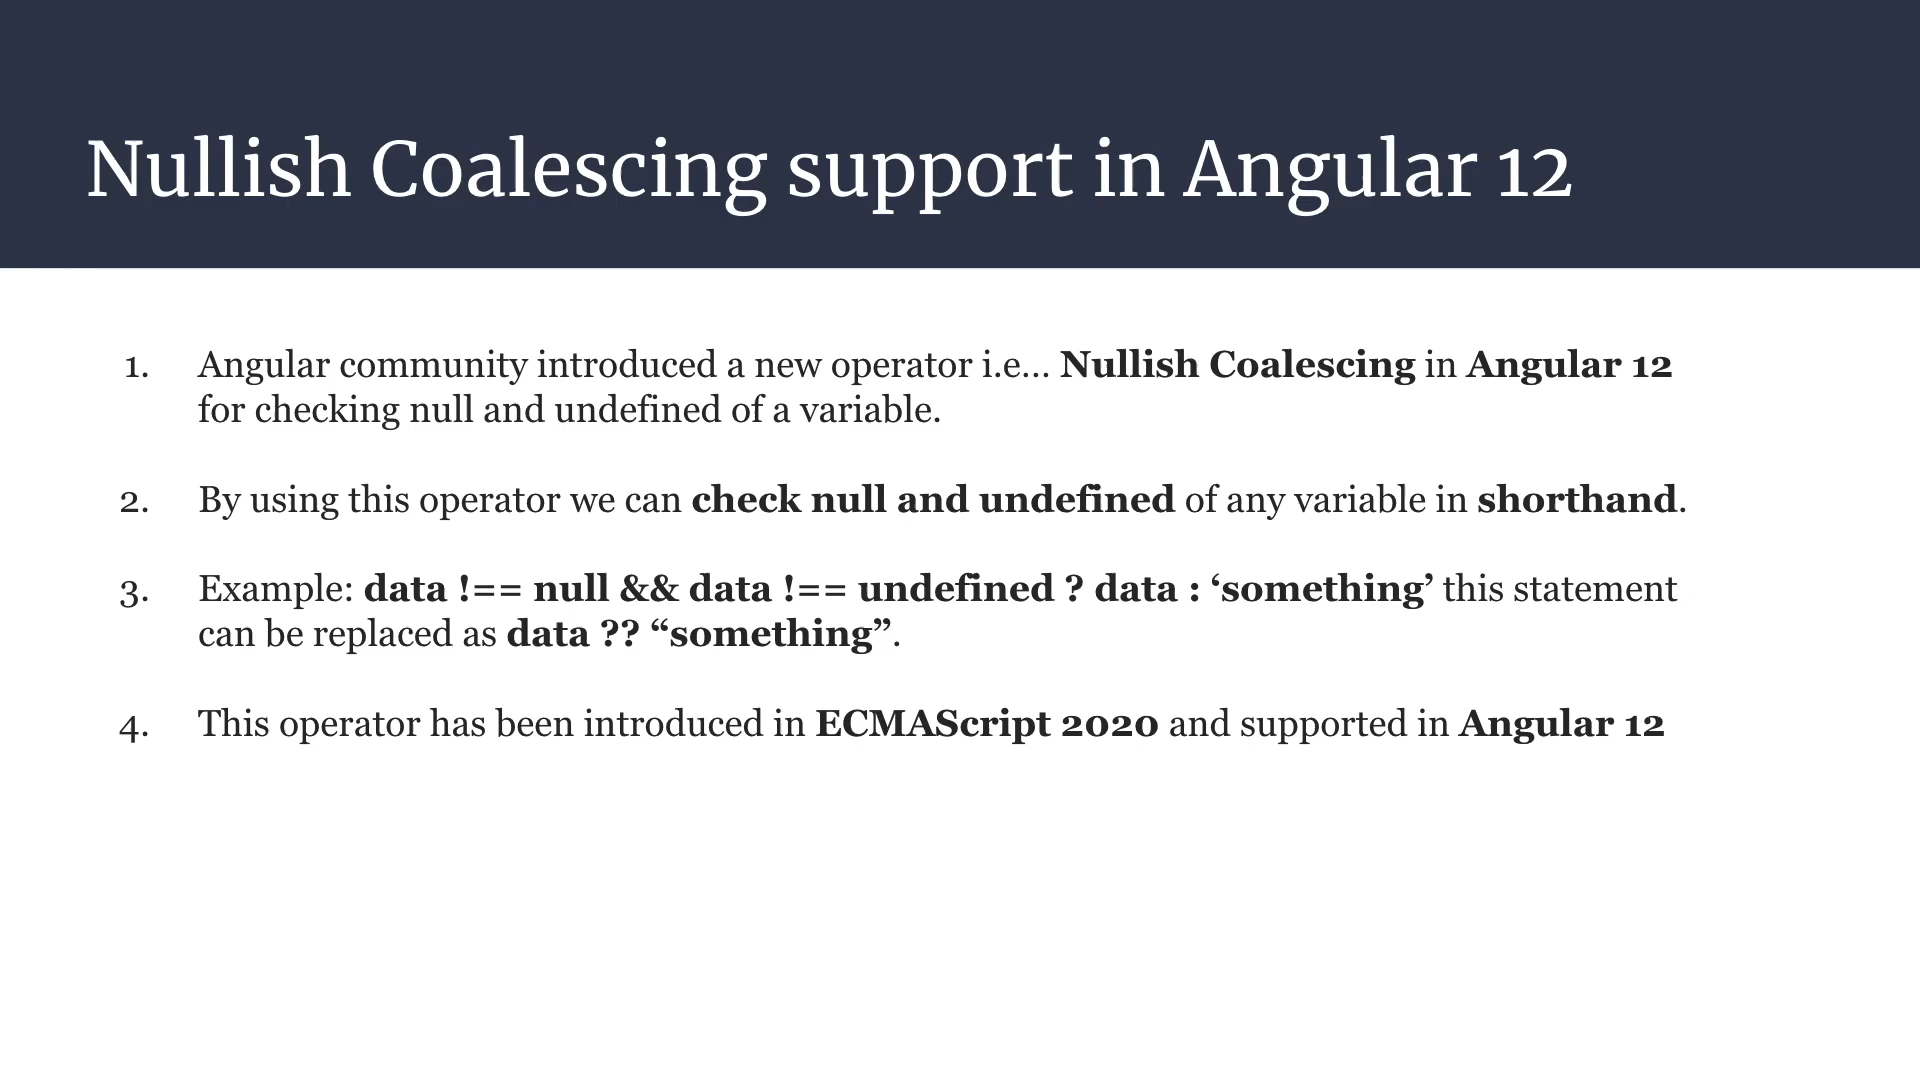 Nullish Coalescing support in Angular 12
1. Angular community introduced a new operator i.e... Nullish Coalescing in Angular 12
for checking null and undefined of a variable.
2. By using this operator we can check null and undefined of any variable in shorthand.
3. Example: data !== null && data !== undefined ? data : ‘something’ this statement
can be replaced as data ?? “something”.
4. This operator has been introduced in ECMAScript 2020 and supported in Angular 12